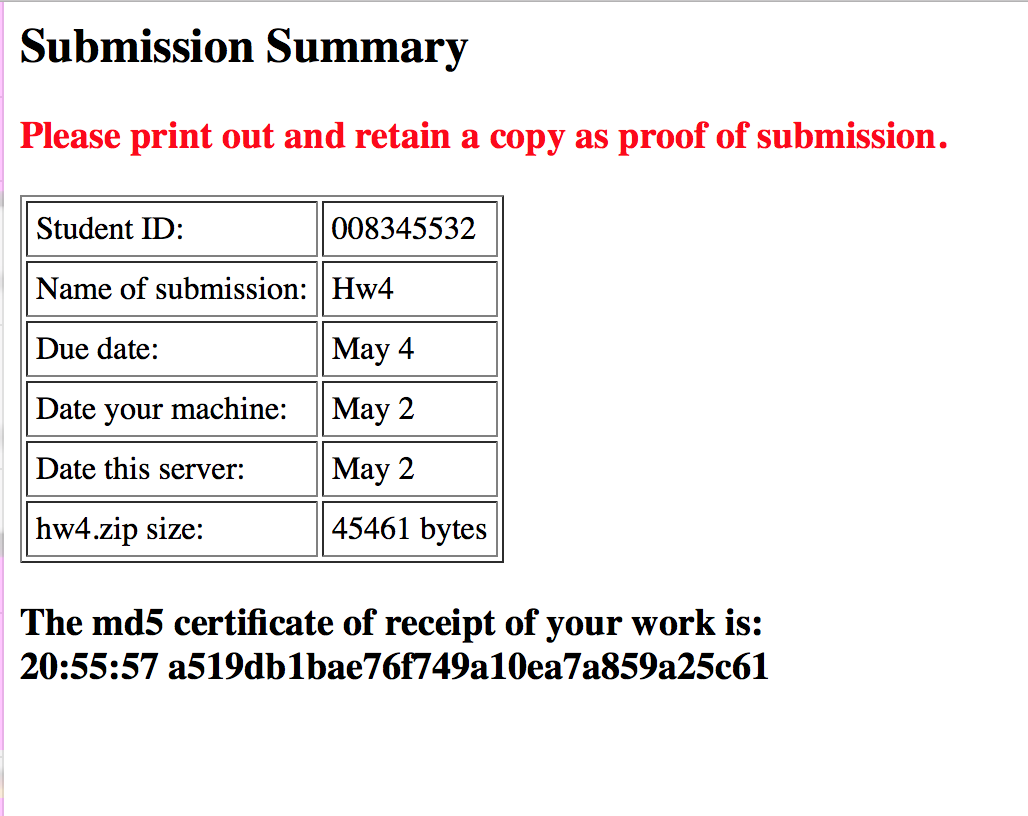 Submission Summary
Please print out and retain a copy as proof of submission.
Student ID: 008345532
Name of submission: Hw4
Due date: May 4
Date your machine: May 2
Date this server: May 2
hw4.zip size: 45461 bytes
The md5 certificate of receipt of your work is:
20:55:57 a519db1bae76f749a10ea7a859a25c61